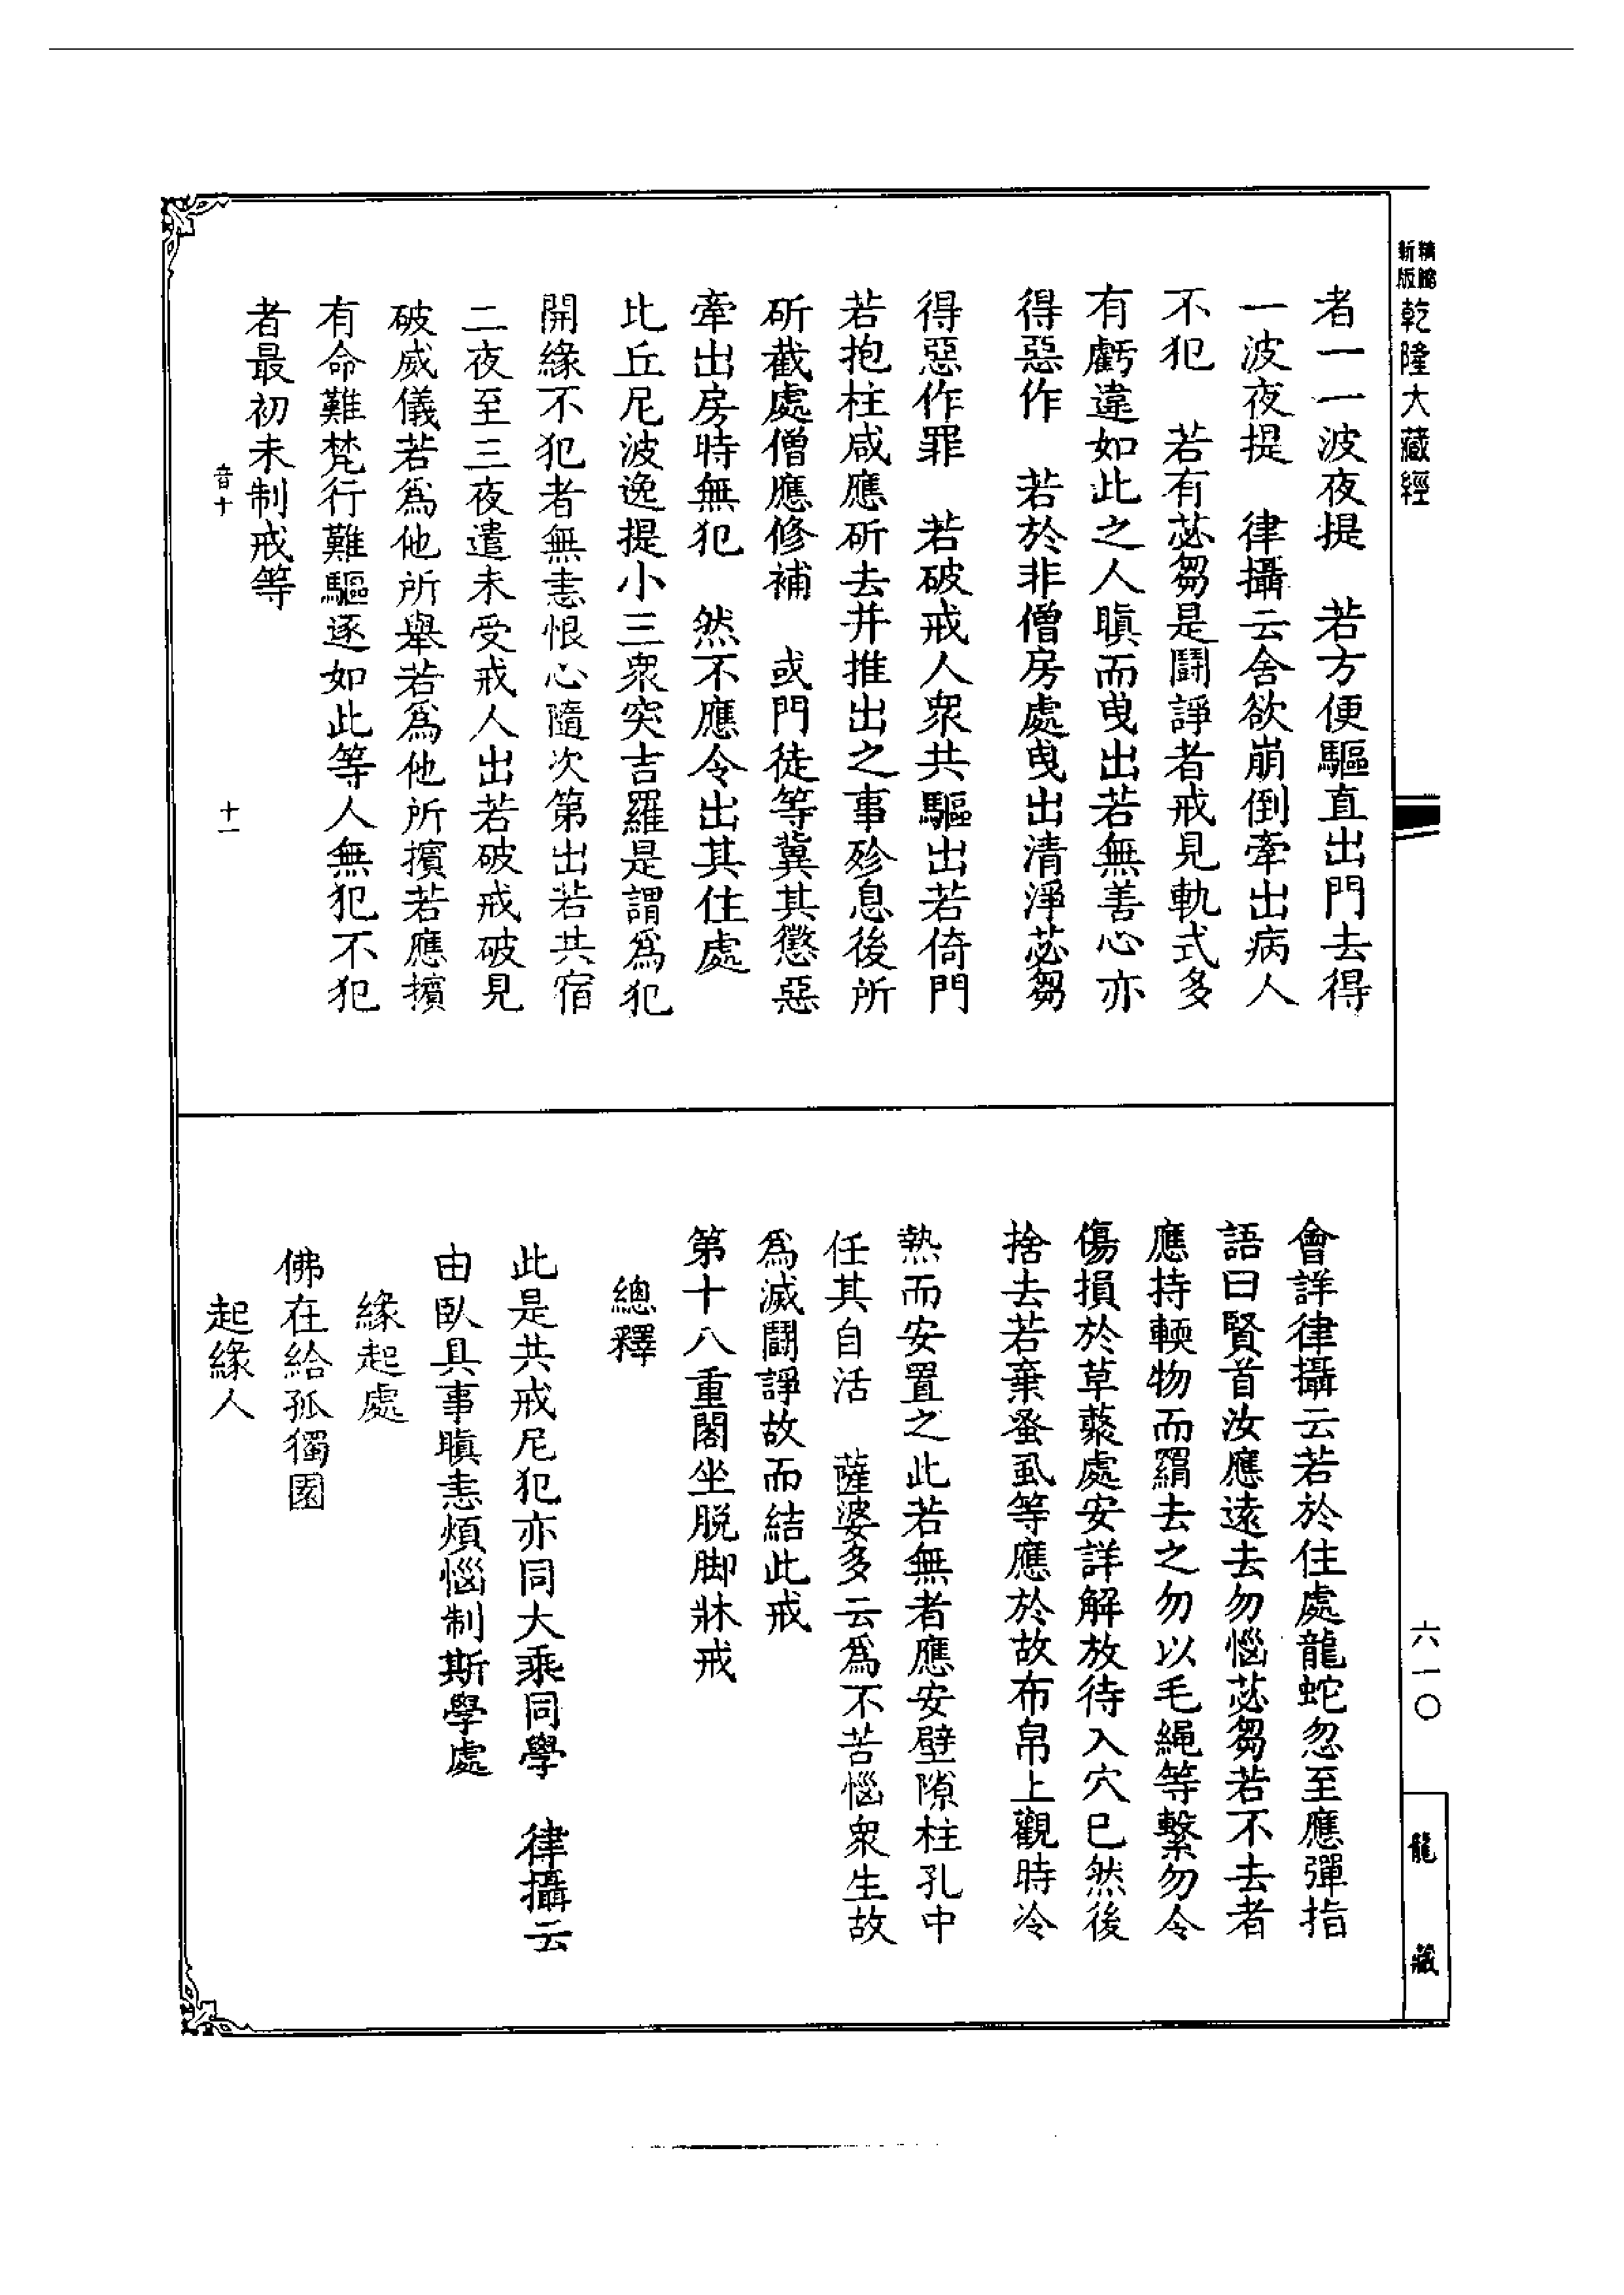 精縮
新版
乾隆大藏經
六一〇
龍藏
者一一波夜提　若方便驅直出門去得
一波夜提　律攝云舍欲崩倒牽出病人
不犯　若有苾芻是鬪諍者戒見軌式多
有虧違如此之人瞋而曳出若無善心亦
得惡作　若於非僧房處曳出清淨苾芻
得惡作罪　若破戒人衆共驅出若倚門
若抱柱咸應斫去并推出之事殄息後所
斫截處僧應修補　或門徒等冀其懲惡
牽出房時無犯　然不應令出其住處
比丘尼波逸提小三衆突吉羅是謂爲犯
開緣不犯者無恚恨心隨次第出若共宿
二夜至三夜遣未受戒人出若破戒破見
破威儀若爲他所舉若爲他所擯若應擯
有命難梵行難驅逐如此等人無犯不犯
者最初未制戒等
音十　十一
會詳律攝云若於住處龍蛇忽至應彈指
語曰賢首汝應遠去勿惱苾芻若不去者
應持輭物而羂去之勿以毛繩等繫勿令
傷損於草藂處安詳解放待入穴已然後
捨去若棄蚤虱等應於故布帛上觀時冷
熱而安置之此若無者應安壁隙柱孔中
任其自活　薩婆多云爲不苦惱衆生故
爲滅鬪諍故而結此戒
第十八重閣坐脫脚牀戒
總釋
此是共戒尼犯亦同大乘同學　律攝云
由臥具事瞋恚煩惱制斯學處
緣起處
佛在給孤獨園
起緣人